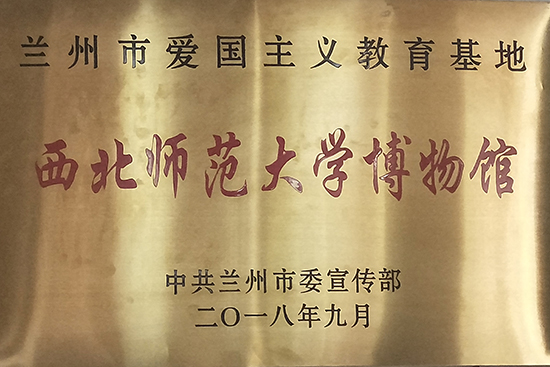 兰州市爱国主义教育基地
西北师范大学博物馆
中共兰州市委宣传部
二〇一八年九月